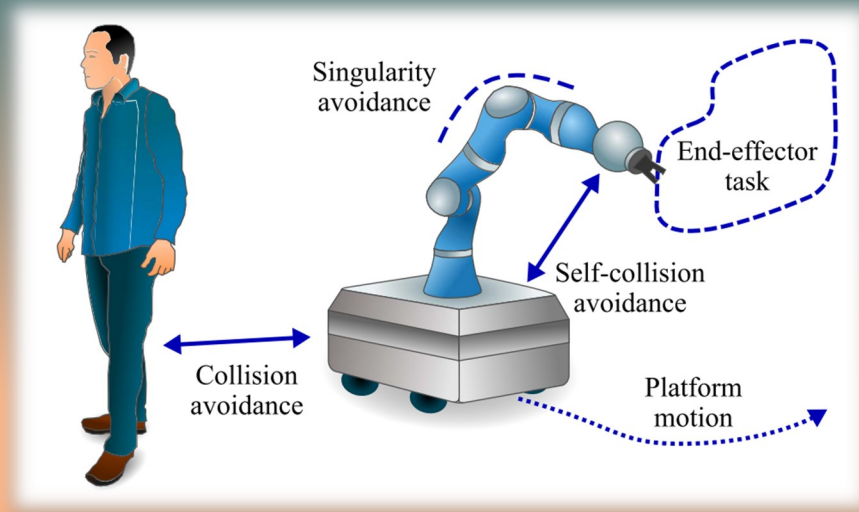 Singularity
avoidance
End-effector
task
Self-collision
avoidance
Collision
avoidance
Platform
motion